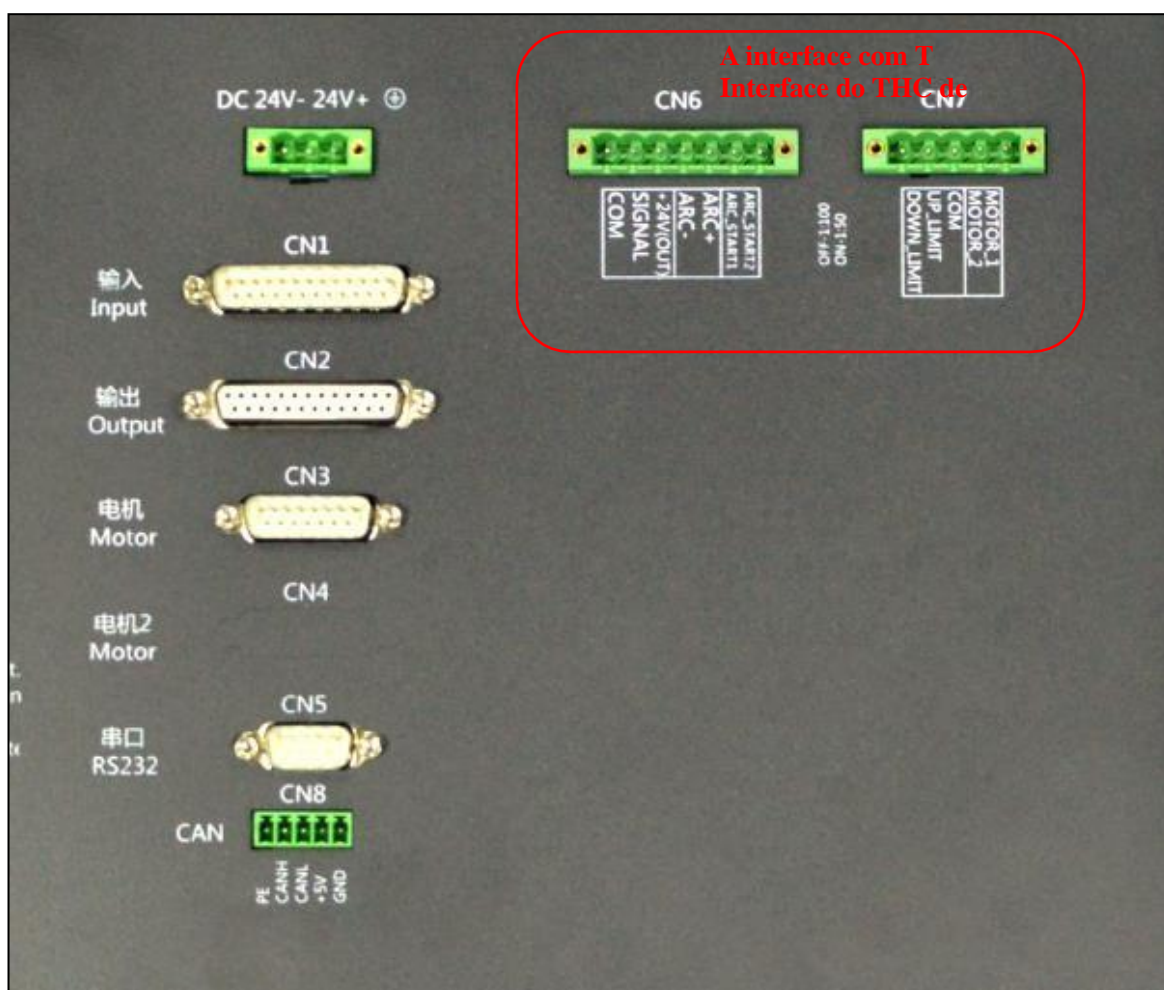 A interface com T
Interface do THC de
DC 24V- 24V+
CN6
CN7
COM
SIGNAL
+24V(OUT)
ARC-
ARC+
ARC_START1
ARC_START2
OFF-1:100
ON-1:50
DOWN_LIMIT
UP_LIMIT
COM
MOTOR_2
MOTOR_1
CN1
输入
Input
CN2
输出
Output
CN3
电机
Motor
CN4
电机2
Motor
CN5
串口
RS232
CN8
CAN
PE
CANH
CANL
+5V
GND